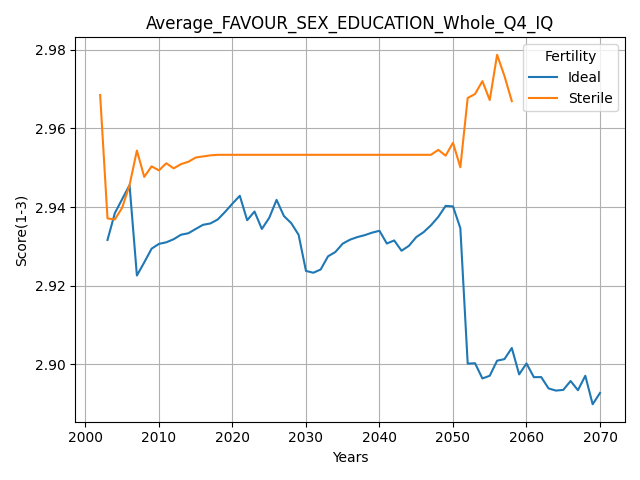 Average_FAVOUR_SEX_EDUCATION_Whole_Q4_IQ
Score(1-3)
2.98
2.96
2.94
2.92
2.90
Fertility
Ideal
Sterile
2000 2010 2020 2030 2040 2050 2060 2070
Years